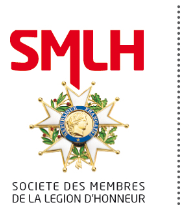 SMLH
SOCIETE DES MEMBRES
DE LA LEGION D'HONNEUR